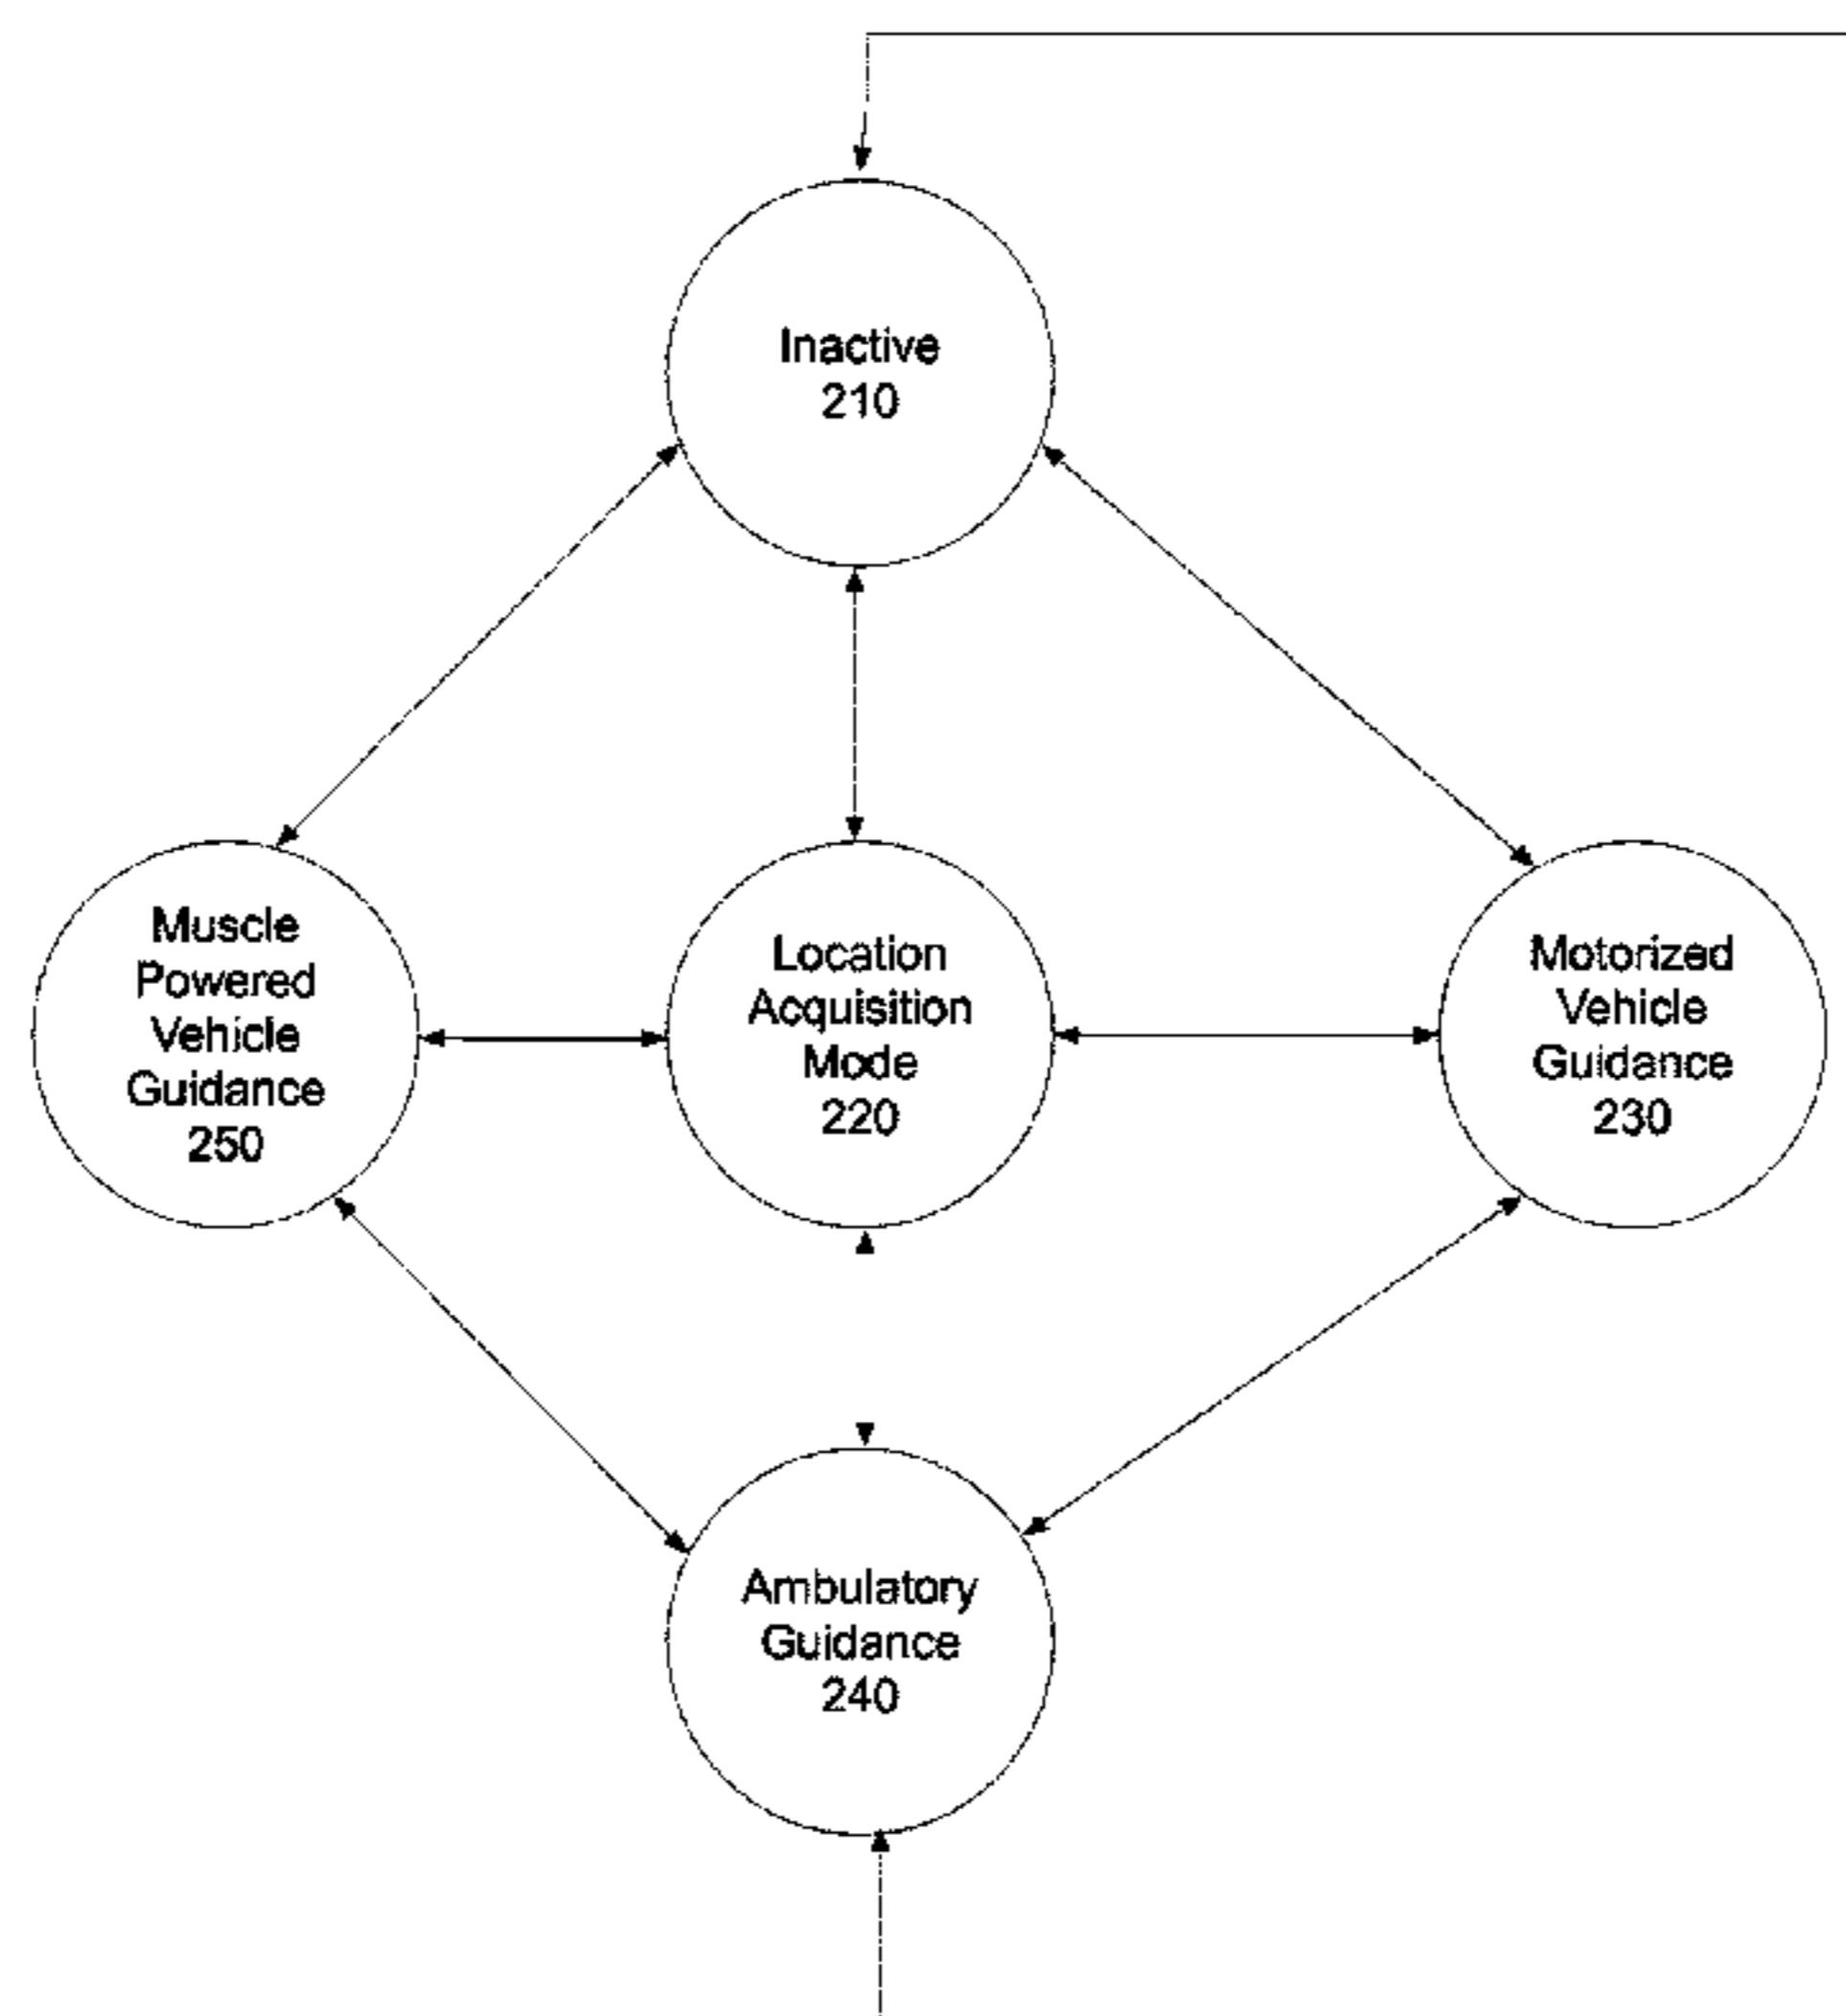 Inactive
210
Muscle
Powered
Vehicle
Guidance
250
Location
Acquisition
Mode
220
Motorized
Vehicle
Guidance
230
Ambulatory
Guidance
240